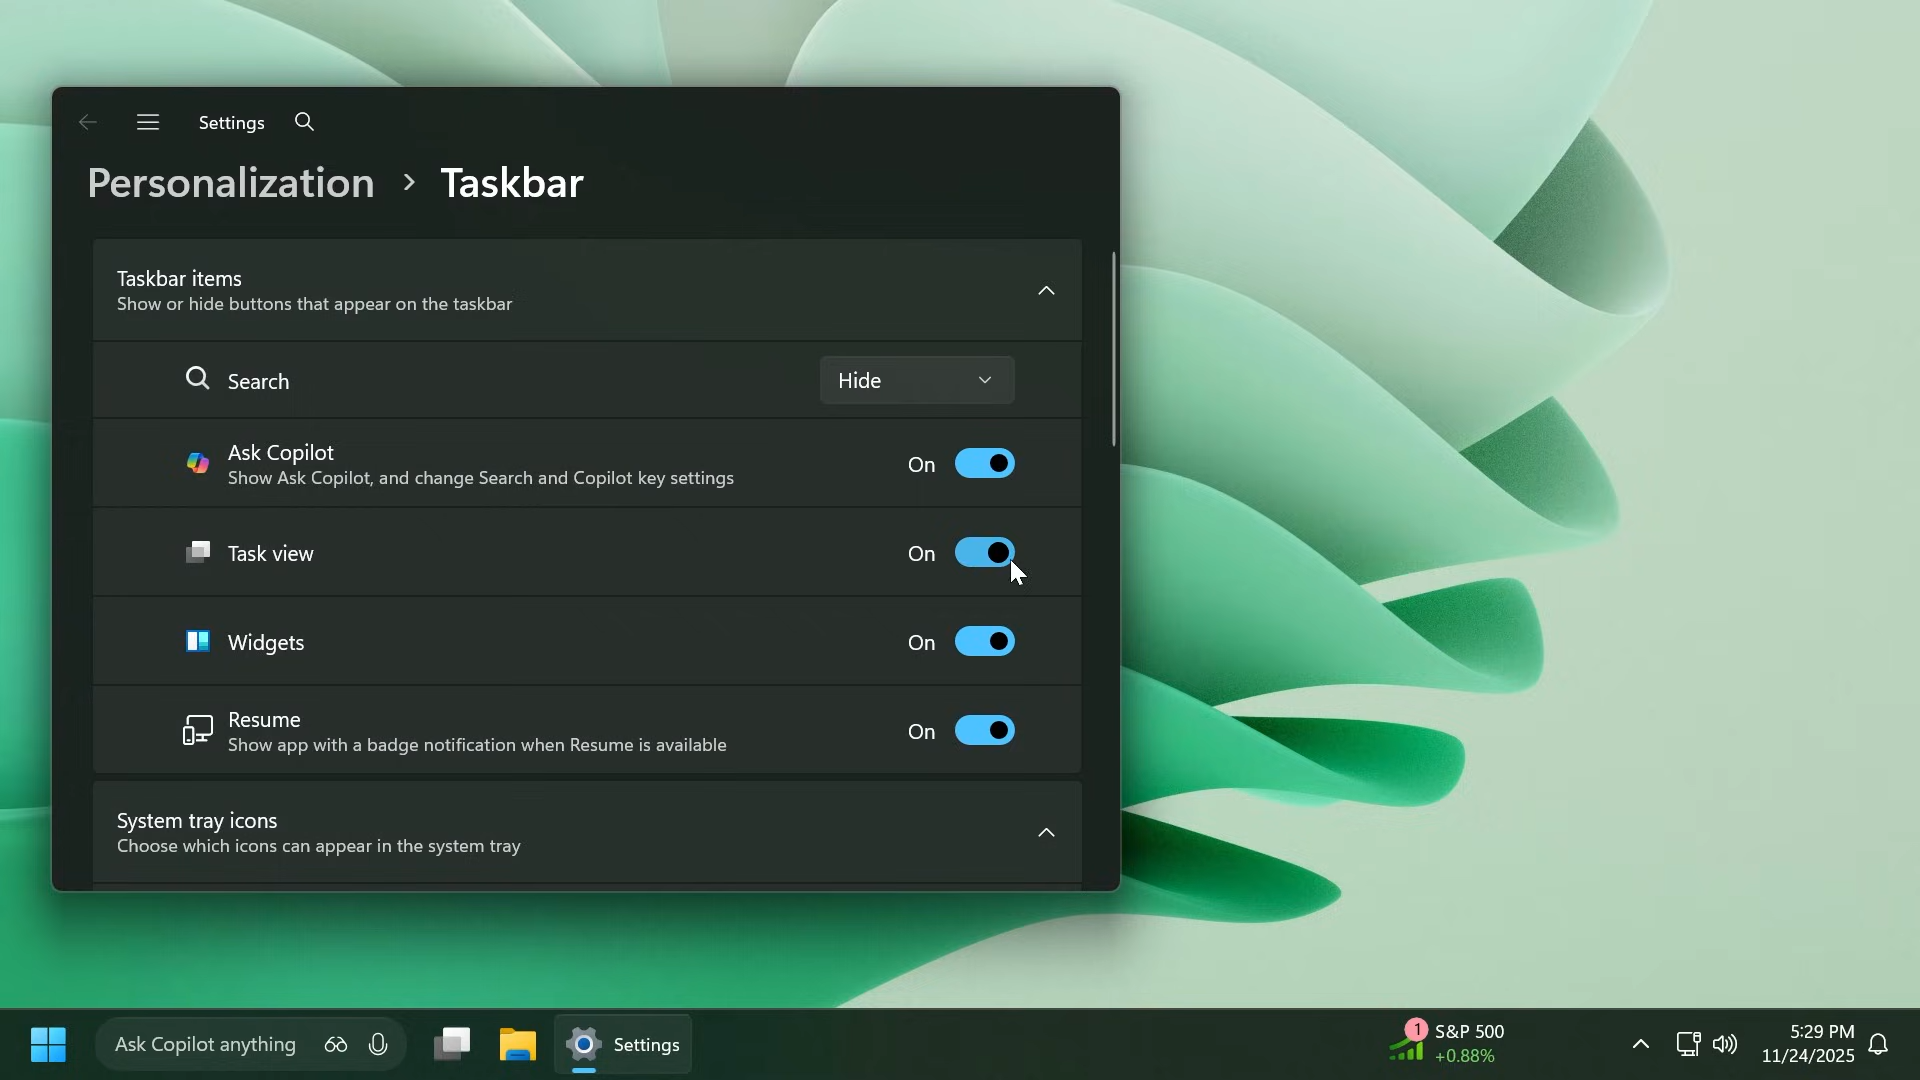 Settings
Personalization > Taskbar
Taskbar items
Show or hide buttons that appear on the taskbar
Search
Hide
Ask Copilot
Show Ask Copilot, and change Search and Copilot key settings
On
Task view
On
Widgets
On
Resume
Show app with a badge notification when Resume is available
On
System tray icons
Choose which icons can appear in the system tray
Ask Copilot anything
Settings
1
S&P 500
+0.88%
5:29 PM
11/24/2025